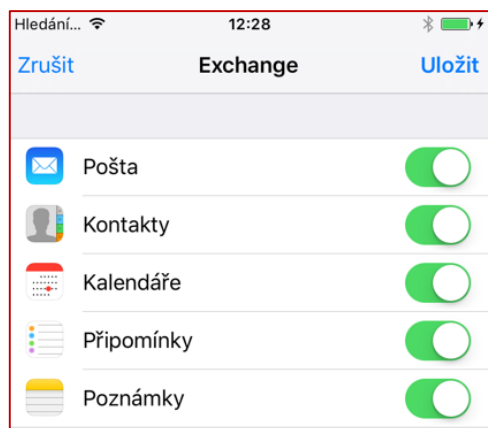 Hledání... 12:28
Zrušit Exchange Uložit
Pošta
Kontakty
Kalendáře
Připomínky
Poznámky